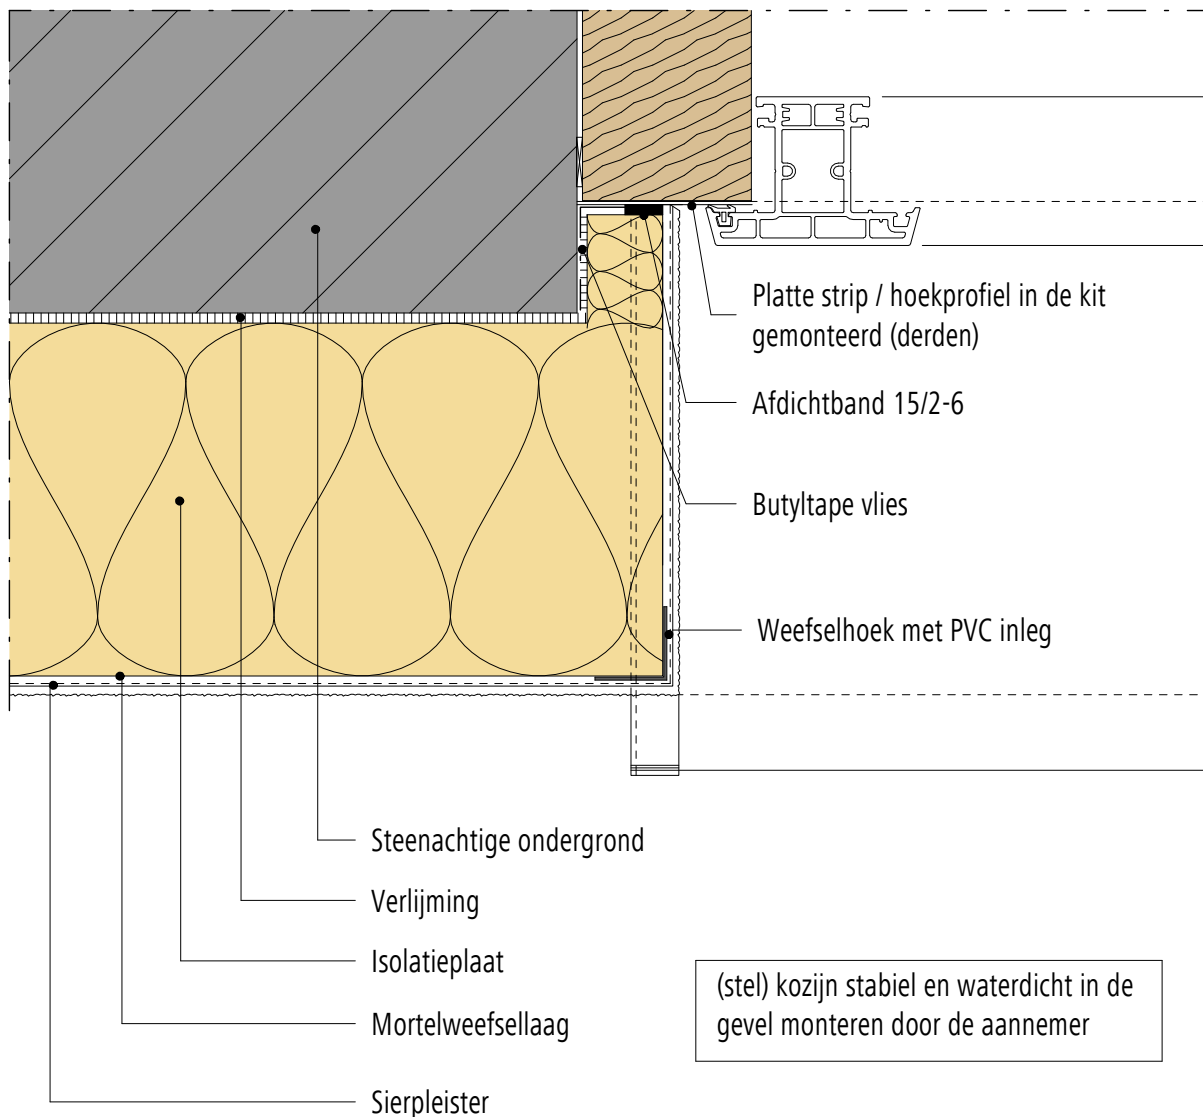 Platte strip / hoekprofiel in de kit
gemonteerd (derden)
Afdichtband 15/2-6
Butyltape vlies
Weefselhoek met PVC inleg
Steenachtige ondergrond
Verlijming
Isolatieplaat
Mortelweefsellaag
Sierpleister
(stel) kozijn stabiel en waterdicht in de
gevel monteren door de aannemer